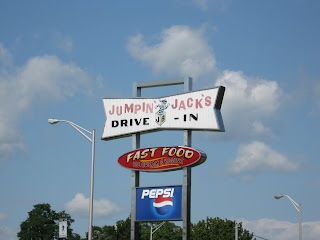 JUMPIN JACK'S
DRIVE - IN
FAST FOOD
PEPSI